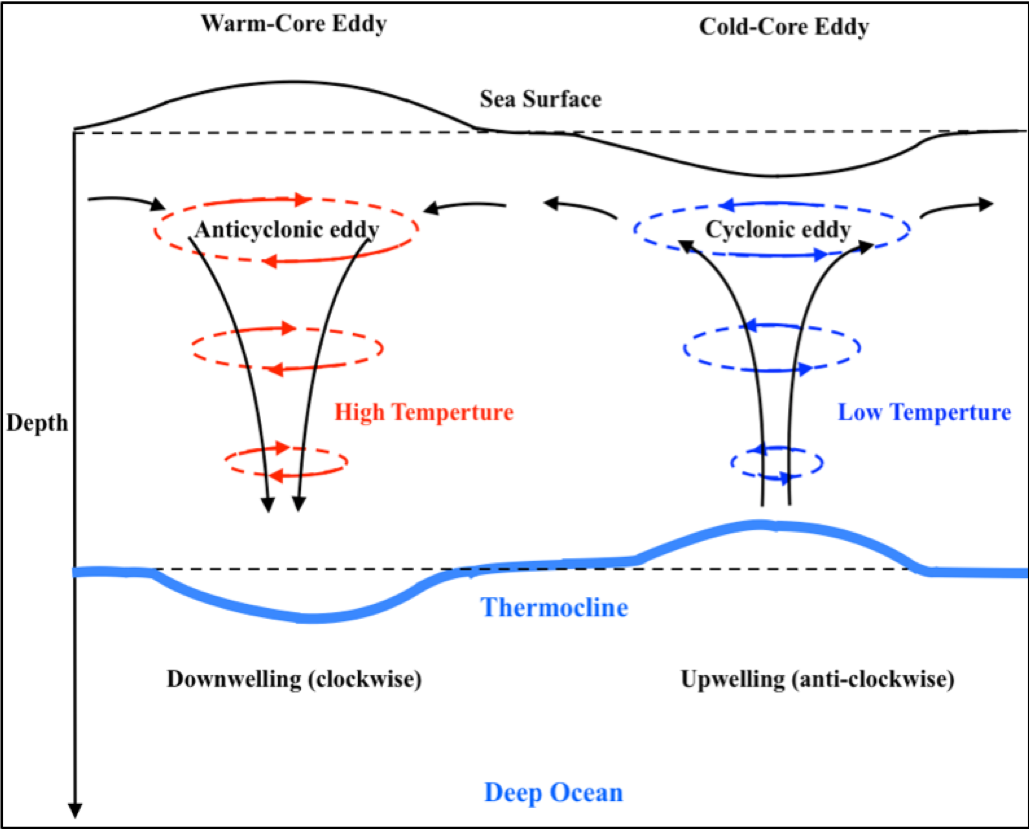 Warm-Core Eddy
Cold-Core Eddy
Sea Surface
Anticyclonic eddy
Cyclonic eddy
High Temperture
Low Temperture
Depth
Thermocline
Downwelling (clockwise)
Upwelling (anti-clockwise)
Deep Ocean